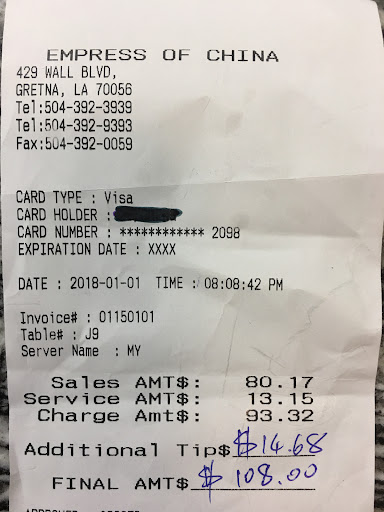 EMPRESS OF CHINA
429 WALL BLVD,
GRETNA, LA 70056
Tel:504-392-3939
Tel:504-392-9393
Fax:504-392-0059
CARD TYPE : Visa
CARD HOLDER :
CARD NUMBER : ************ 2098
EXPIRATION DATE : XXXX
DATE : 2018-01-01 TIME : 08:08:42 PM
Invoice# : 01150101
Table# : J9
Server Name : MY
Sales AMT$: 80.17
Service AMT$: 13.15
Charge Amt$: 93.32
Additional Tip$ $14.68
FINAL AMT$ $ 108.00